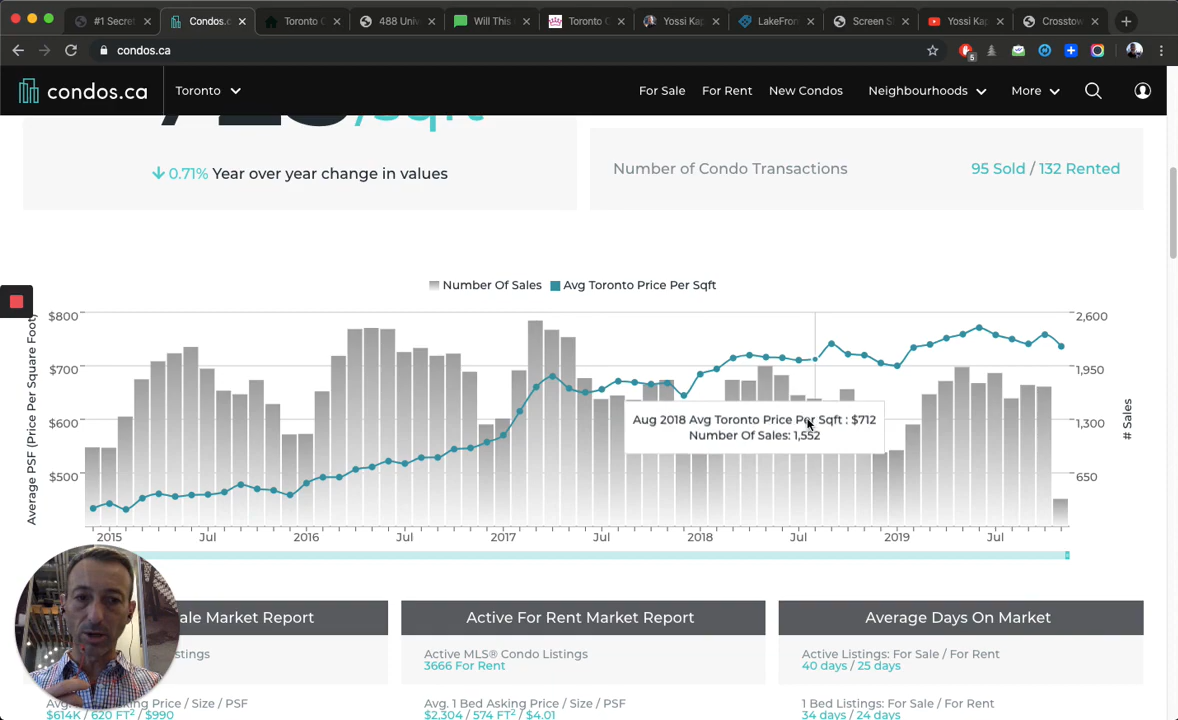 #1 Secret
Condos.c
Toronto C
488 Univ
Will This
Toronto C
Yossi Kap
LakeFron
Screen S
Yossi Kap
Crosstow
condos.ca
5
condos.ca
Toronto
For Sale
For Rent
New Condos
Neighbourhoods
More
/Sqft
0.71% Year over year change in values
Number of Condo Transactions
95 Sold / 132 Rented
Number Of Sales
Avg Toronto Price Per Sqft
Average PSF (Price Per Square Foot)
$800
$700
$600
$500
2,600
1,950
1,300
650
# Sales
Aug 2018 Avg Toronto Price Per Sqft : $712
Number Of Sales: 1,552
2015 Jul 2016 Jul 2017 Jul 2018 Jul 2019 Jul
ale Market Report
stings
Avg. king Price / Size / PSF
$614K / 620 FT² / $990
Active For Rent Market Report
Active MLS® Condo Listings
3666 For Rent
Avg. 1 Bed Asking Price / Size / PSF
$2,304 / 574 FT² / $4.01
Average Days On Market
Active Listings: For Sale / For Rent
40 days / 25 days
1 Bed Listings: For Sale / For Rent
34 days / 24 days